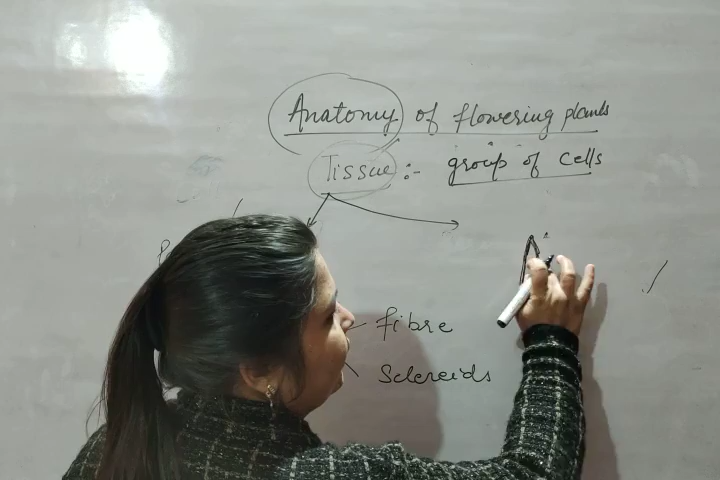 Anatomy of flowering plants
Tissue :- group of cells
P
fibre
Sclereids